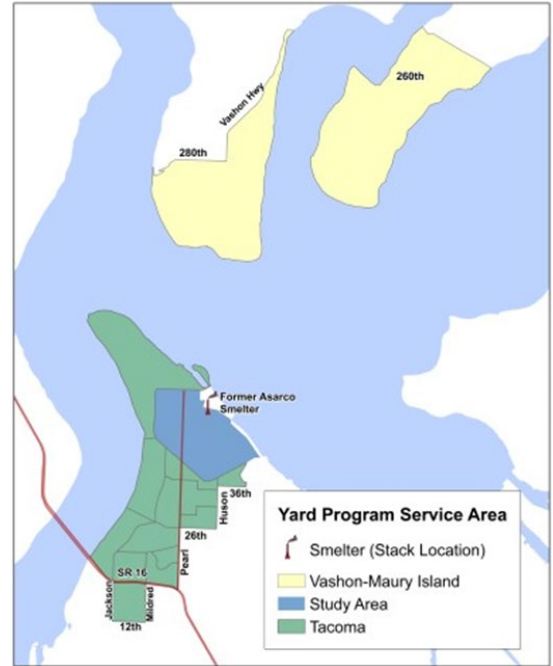 260th
Vashon Hwy
280th
Former Asarco
Smelter
36th
Huson
26th
Pearl
SR 16
Jackson
Mildred
12th
Yard Program Service Area
Smelter (Stack Location)
Vashon-Maury Island
Study Area
Tacoma